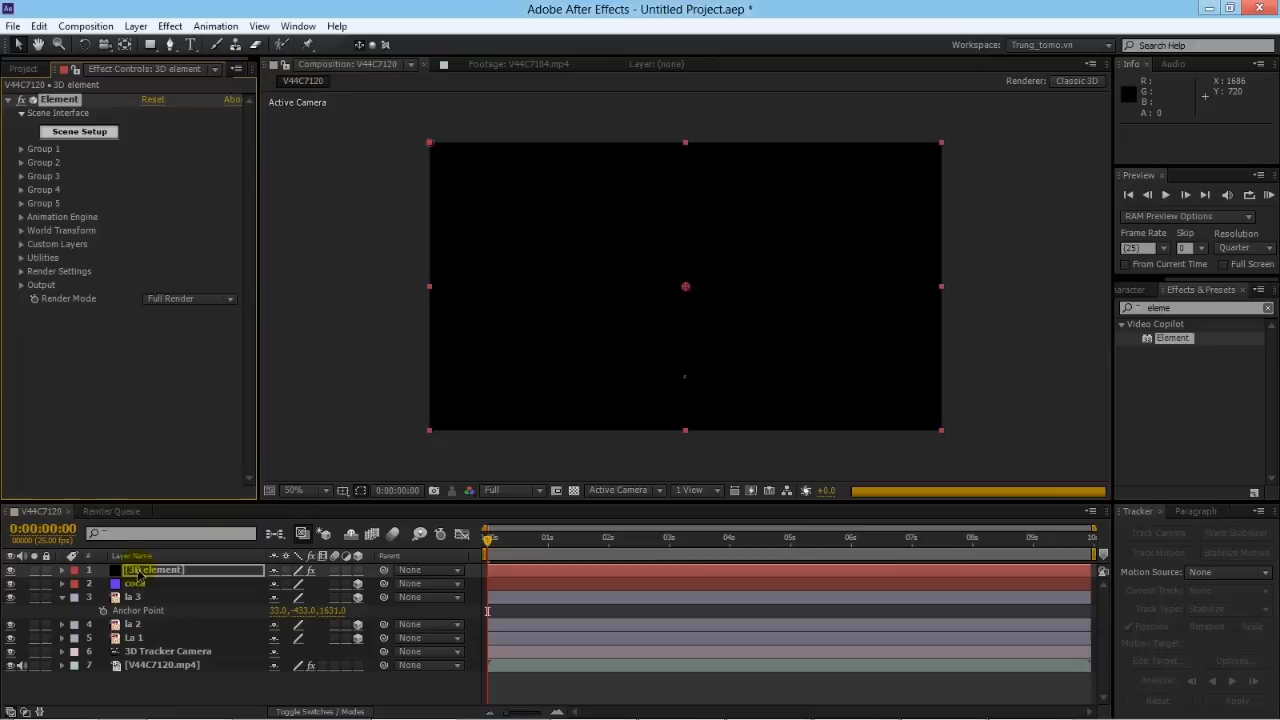 Adobe After Effects - Untitled Project.aep *
File Edit Composition Layer Effect Animation View Window Help
Workspace: Trung_tomo.vn Search Help
Project Effect Controls: 3D element
V44C7120 • 3D element
fx Element Reset Abo
Scene Interface
Scene Setup
Group 1
Group 2
Group 3
Group 4
Group 5
Animation Engine
World Transform
Custom Layers
Utilities
Render Settings
Output
Render Mode Full Render
Composition: V44C7120 Footage: V44C7104.mp4 Layer: (none)
V44C7120 Renderer: Classic 3D
Active Camera
50% 0:00:00:00 Full Active Camera 1 View +0.0
Info Audio
R : X : 1686
G : Y : 720
B :
A : 0
Preview
RAM Preview Options
Frame Rate Skip Resolution
(25) 0 Quarter
From Current Time Full Screen
aracter Effects & Presets
eleme
Video Copilot
Element
V44C7120 Render Queue
0:00:00:00
00000 (25.00 fps)
# Layer Name Parent
1 [3D element] fx None
2 coca None
3 la 3 None
Anchor Point 33.0,-433.0,1631.0
4 la 2 None
5 La 1 None
6 3D Tracker Camera None
7 [V44C7120.mp4] fx None
Toggle Switches / Modes
02s 03s 04s 05s 06s 07s 08s 09s 10s
Tracker Paragraph
Track Camera Warp Stabilizer
Track Motion Stabilize Motion
Motion Source: None
Current Track: None
Track Type: Stabilize
Position Rotation Scale
Motion Target:
Edit Target... Options...
Analyze:
Reset Apply